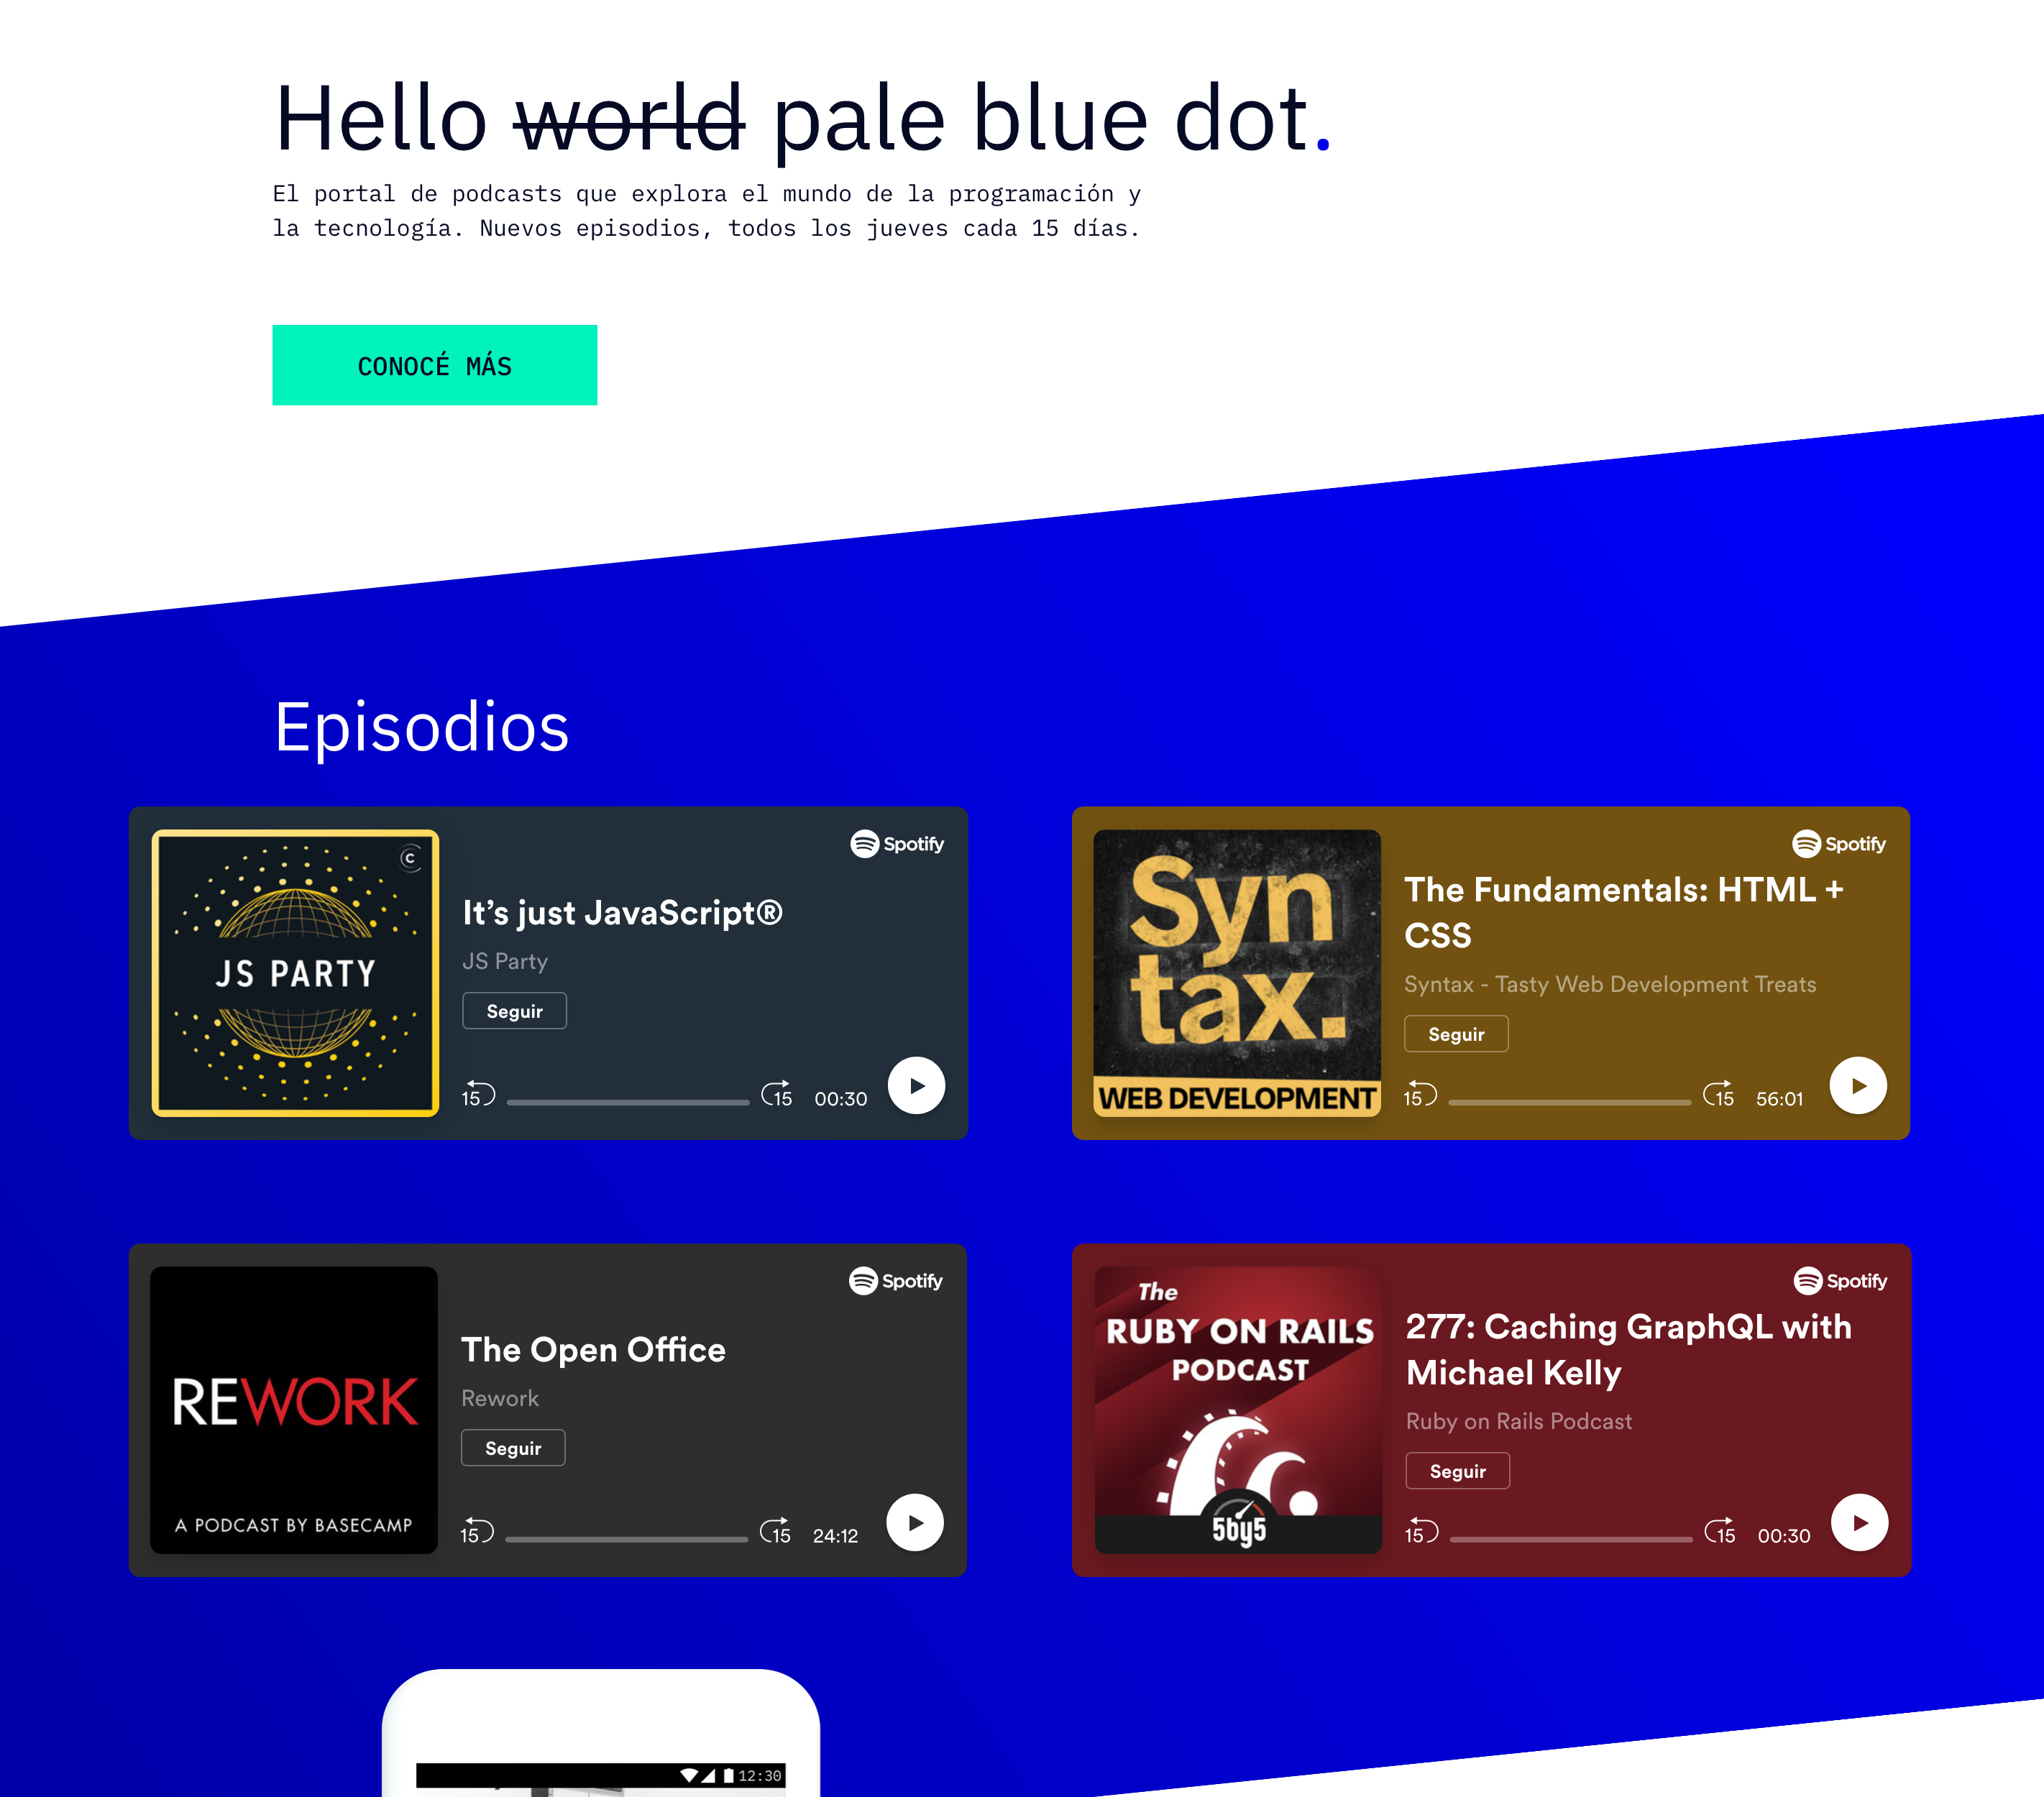 Hello world pale blue dot.
El portal de podcasts que explora el mundo de la programación y
la tecnología. Nuevos episodios, todos los jueves cada 15 días.
CONOCÉ MÁS
Episodios
C
JS PARTY
Spotify
It's just JavaScript®
JS Party
Seguir
15
15
00:30
Syn
tax.
WEB DEVELOPMENT
Spotify
The Fundamentals: HTML +
CSS
Syntax - Tasty Web Development Treats
Seguir
15
15
56:01
REWORK
A PODCAST BY BASECAMP
Spotify
The Open Office
Rework
Seguir
15
15
24:12
The
RUBY ON RAILS
PODCAST
5by5
Spotify
277: Caching GraphQL with
Michael Kelly
Ruby on Rails Podcast
Seguir
15
15
00:30
12:30